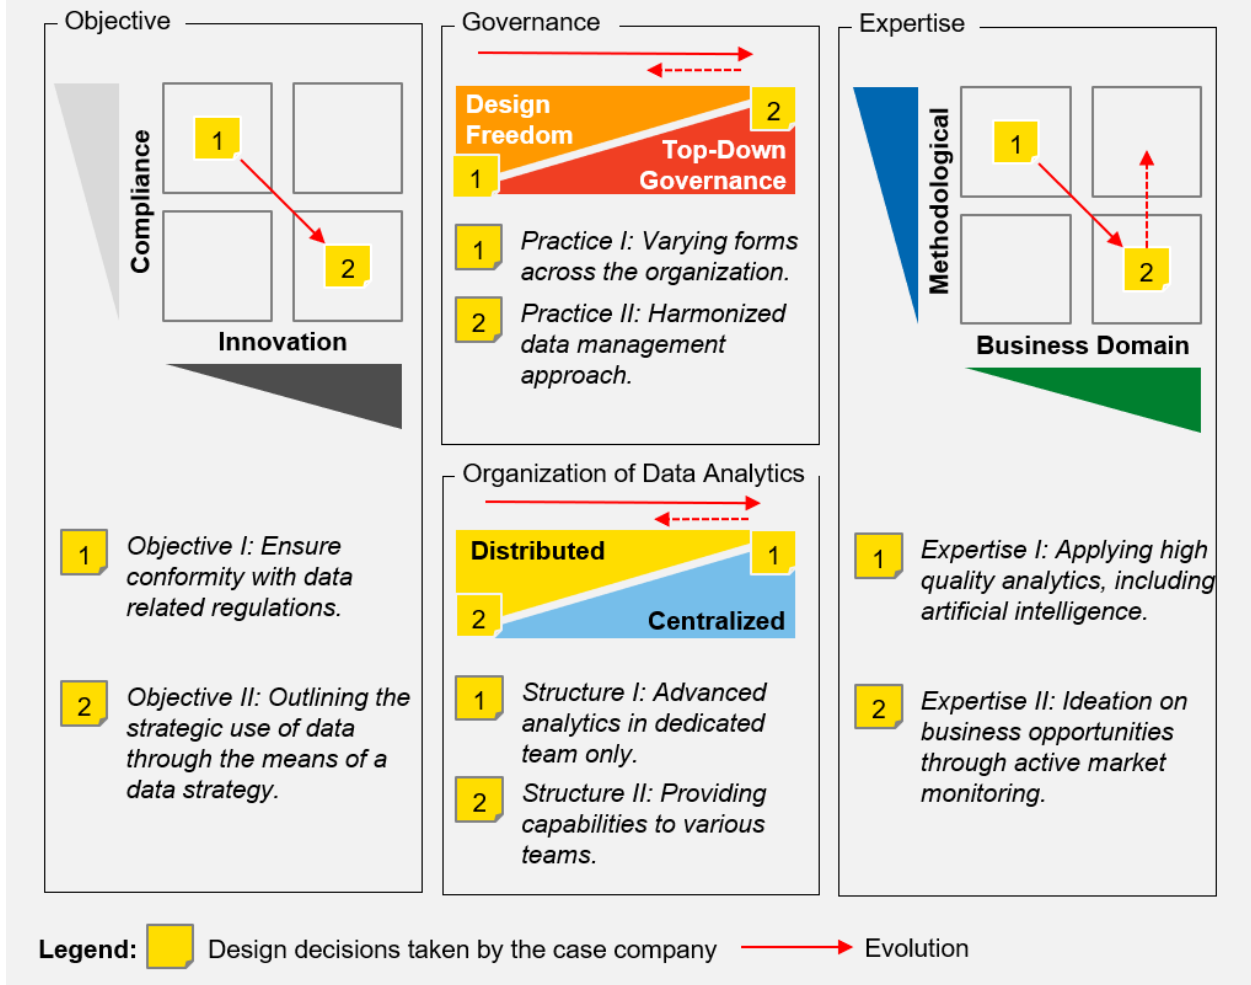 Objective
Compliance
1
2
Innovation
1
Objective I: Ensure
conformity with data
related regulations.
2
Objective II: Outlining the
strategic use of data
through the means of a
data strategy.
Governance
Design
Freedom
2
Top-Down
Governance
1
1
Practice I: Varying forms
across the organization.
2
Practice II: Harmonized
data management
approach.
Organization of Data Analytics
Distributed
1
2
Centralized
1
Structure I: Advanced
analytics in dedicated
team only.
2
Structure II: Providing
capabilities to various
teams.
Expertise
Methodological
1
2
Business Domain
1
Expertise I: Applying high
quality analytics, including
artificial intelligence.
2
Expertise II: Ideation on
business opportunities
through active market
monitoring.
Legend: Design decisions taken by the case company Evolution